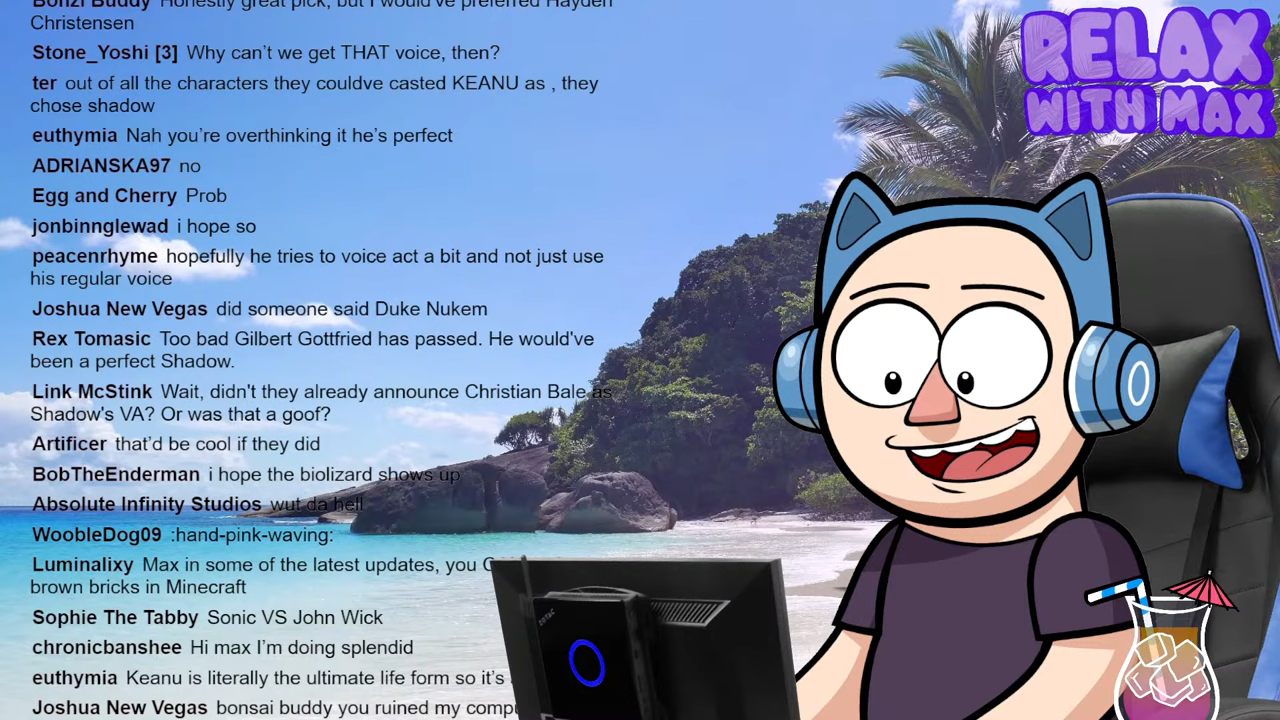 Bonzi Buddy Honestly great pick, but I would've preferred Hayden
Christensen
Stone_Yoshi [3] Why can't we get THAT voice, then?
ter out of all the characters they couldve casted KEANU as , they
chose shadow
euthymia Nah you're overthinking it he's perfect
ADRIANSKA97 no
Egg and Cherry Prob
jonbinnglewad i hope so
peacenrhyme hopefully he tries to voice act a bit and not just use
his regular voice
Joshua New Vegas did someone said Duke Nukem
Rex Tomasic Too bad Gilbert Gottfried has passed. He would've
been a perfect Shadow.
Link McStink Wait, didn't they already announce Christian Bale as
Shadow's VA? Or was that a goof?
Artificer that'd be cool if they did
BobTheEnderman i hope the biolizard shows up
Absolute Infinity Studios wut da hell
WoobleDog09 :hand-pink-waving:
Luminalixy Max in some of the latest updates, you
brown bricks in Minecraft
Sophie The Tabby Sonic VS John Wick
chronicbanshee Hi max I'm doing splendid
euthymia Keanu is literally the ultimate life form so it's
Joshua New Vegas bonsai buddy you ruined my
RELAX
WITH MAX
ZOTAC